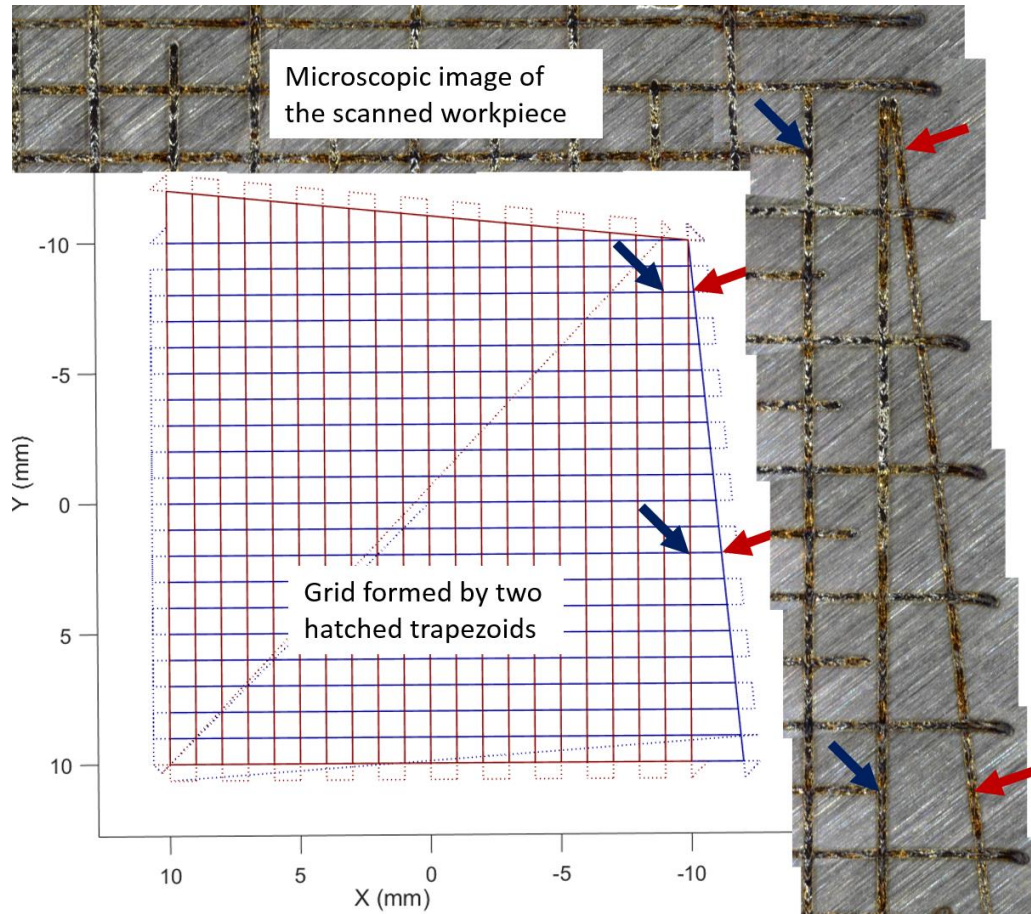 Microscopic image of
the scanned workpiece
-10
-5
0
5
10
Y (mm)
Grid formed by two
hatched trapezoids
10
5
0
-5
-10
X (mm)